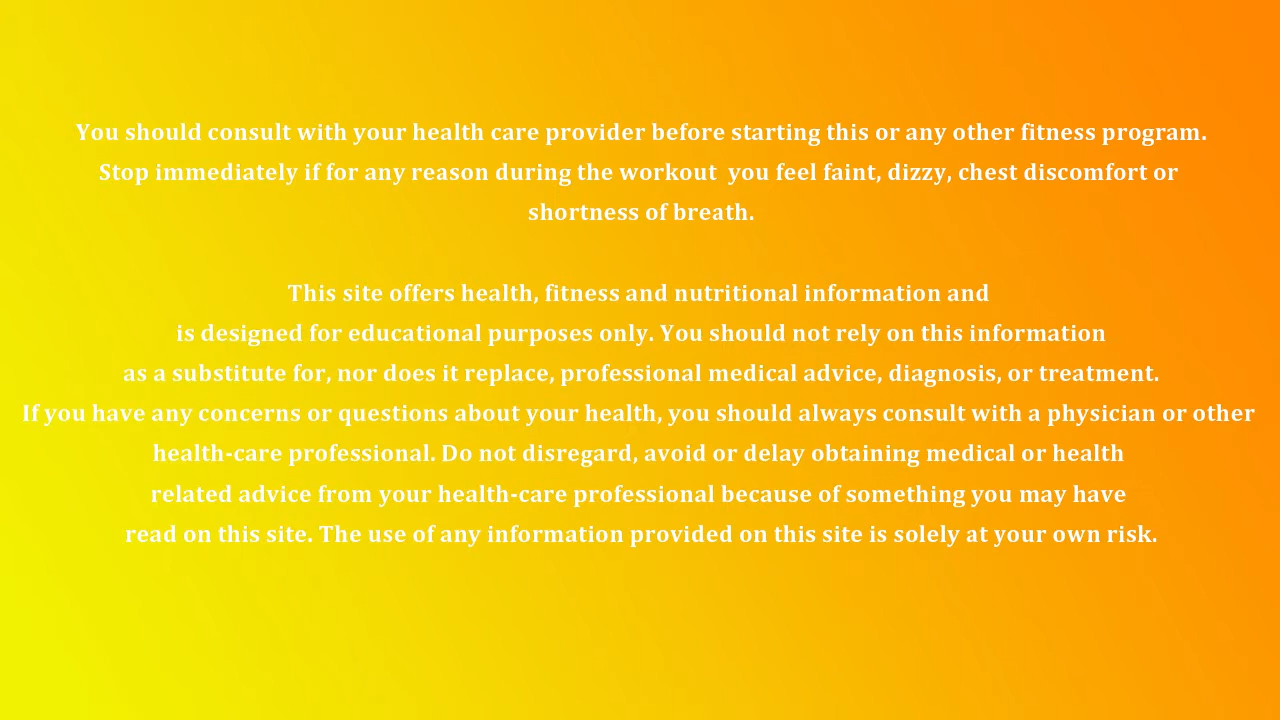 You should consult with your health care provider before starting this or any other fitness program.
Stop immediately if for any reason during the workout  you feel faint, dizzy, chest discomfort or
shortness of breath.
This site offers health, fitness and nutritional information and
is designed for educational purposes only. You should not rely on this information
as a substitute for, nor does it replace, professional medical advice, diagnosis, or treatment.
If you have any concerns or questions about your health, you should always consult with a physician or other
health-care professional. Do not disregard, avoid or delay obtaining medical or health
related advice from your health-care professional because of something you may have
read on this site. The use of any information provided on this site is solely at your own risk.